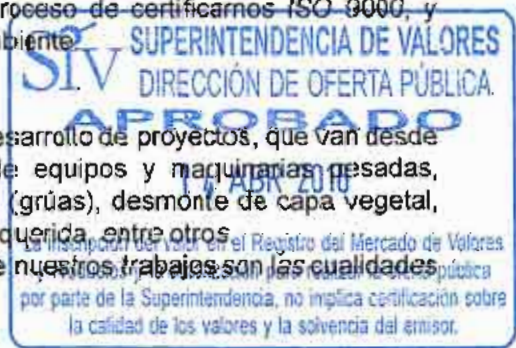 proceso de certificarnos ISO 9000, y
biente.
SIV SUPERINTENDENCIA DE VALORES
DIRECCIÓN DE OFERTA PÚBLICA
APROBADO
desarrollo de proyectos, que van desde
de equipos y maquinarias pesadas,
14 ABR 2010
(grúas), desmonte de capa vegetal,
querida, entre otros
La inscripción del valor en el Registro del Mercado de Valores
e nuestros trabajos son las cualidades
pública
por parte de la Superintendencia, no implica certificación sobre
la calidad de los valores y la solvencia del emisor.